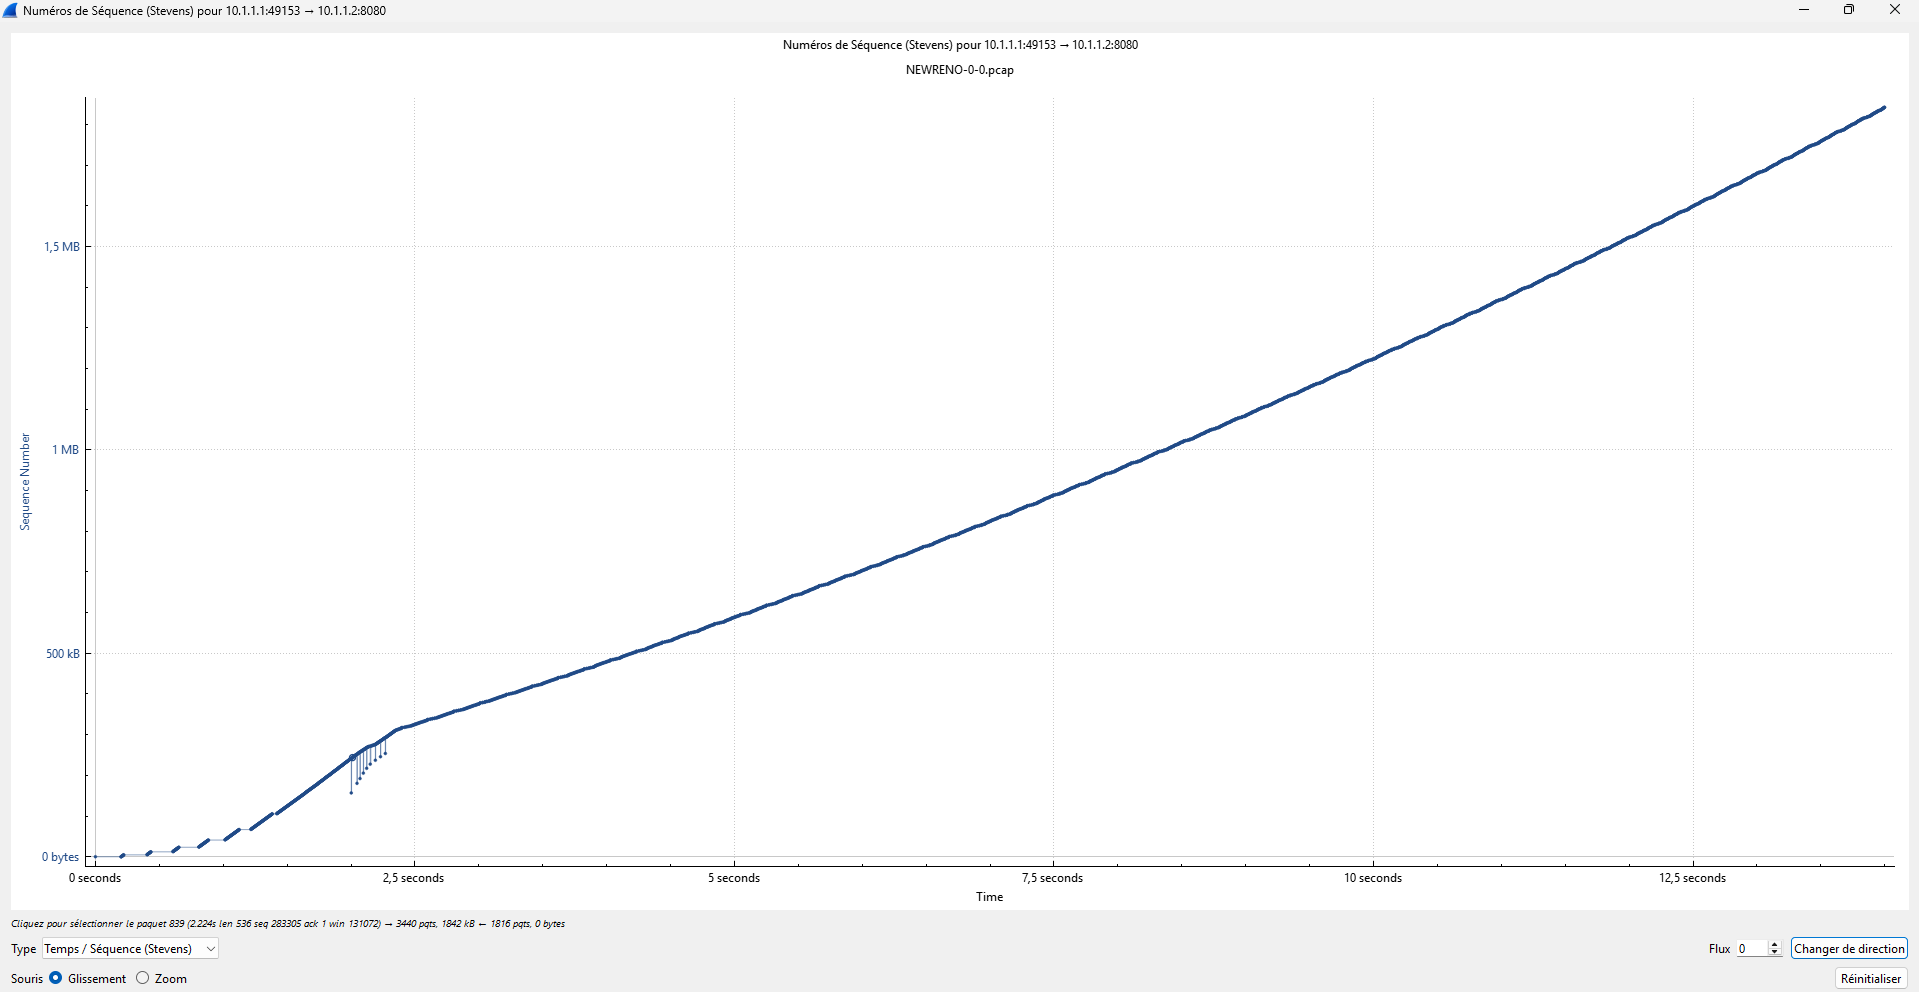 Numéros de Séquence (Stevens) pour 10.1.1.1:49153 → 10.1.1.2:8080
Numéros de Séquence (Stevens) pour 10.1.1.1:49153 → 10.1.1.2:8080
NEWRENO-0-0.pcap
1,5 MB
1 MB
500 kB
0 bytes
Sequence Number
0 seconds
2,5 seconds
5 seconds
7,5 seconds
10 seconds
12,5 seconds
Time
Cliquez pour sélectionner le paquet 839 (2.224s len 536 seq 283305 ack 1 win 131072) → 3440 pqts, 1842 kB ← 1816 pqts, 0 bytes
Type Temps / Séquence (Stevens) Flux 0 Changer de direction
Souris Glissement Zoom Réinitialiser